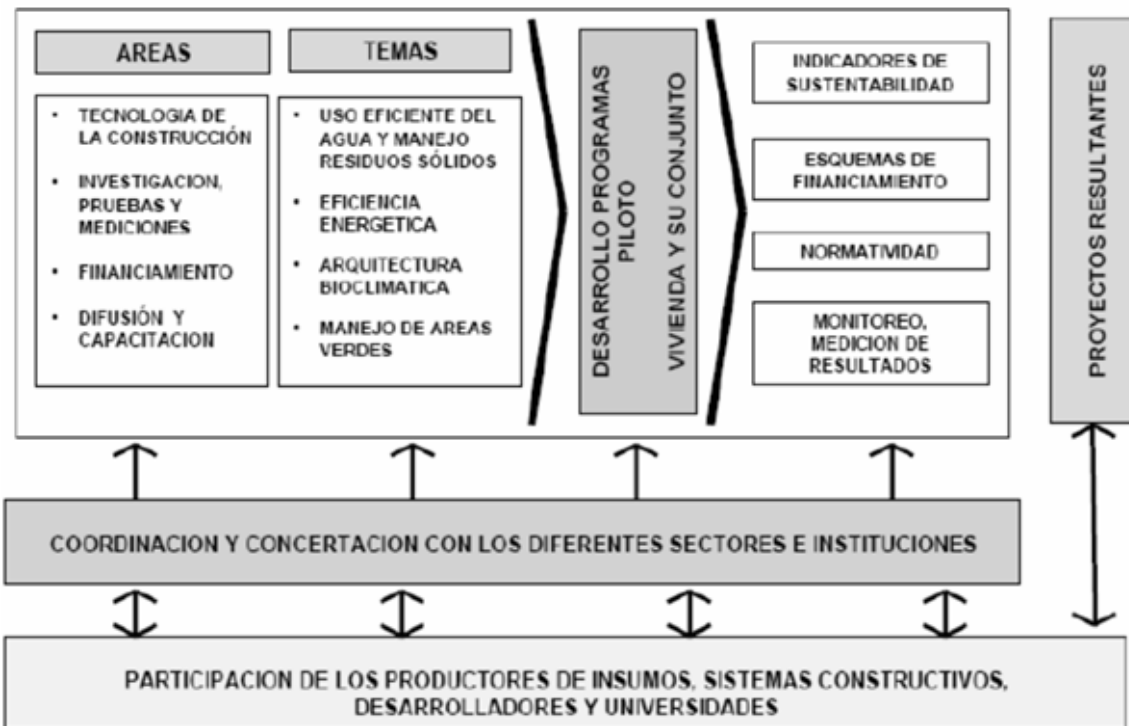 AREAS
• TECNOLOGIA DE
LA CONSTRUCCIÓN
• INVESTIGACION,
PRUEBAS Y
MEDICIONES
• FINANCIAMIENTO
• DIFUSIÓN Y
CAPACITACION
TEMAS
• USO EFICIENTE DEL
AGUA Y MANEJO
RESIDUOS SÓLIDOS
• EFICIENCIA
ENERGETICA
• ARQUITECTURA
BIOCLIMATICA
• MANEJO DE AREAS
VERDES
DESARROLLO PROGRAMAS
PILOTO
VIVIENDA Y SU CONJUNTO
INDICADORES DE
SUSTENTABILIDAD
ESQUEMAS DE
FINANCIAMIENTO
NORMATIVIDAD
MONITOREO,
MEDICION DE
RESULTADOS
PROYECTOS RESULTANTES
COORDINACION Y CONCERTACION CON LOS DIFERENTES SECTORES E INSTITUCIONES
PARTICIPACION DE LOS PRODUCTORES DE INSUMOS, SISTEMAS CONSTRUCTIVOS,
DESARROLLADORES Y UNIVERSIDADES